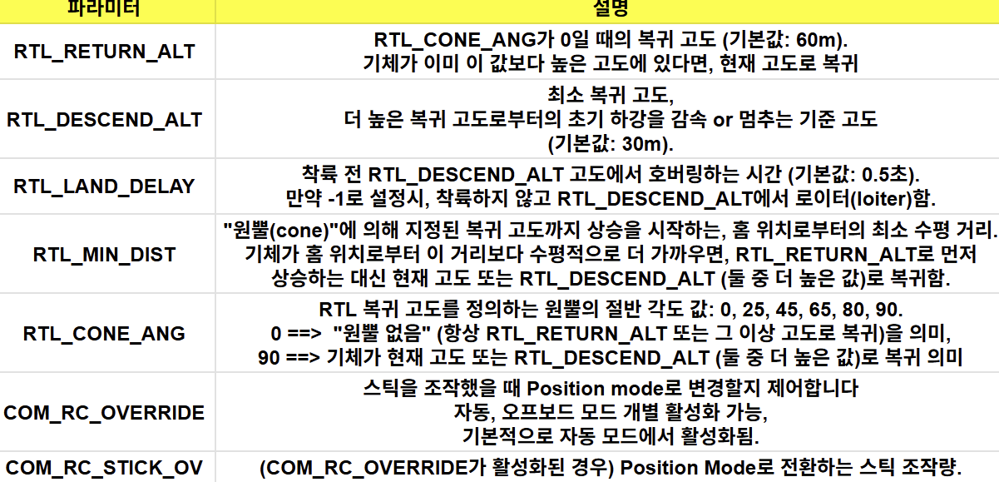 파라미터 설명
RTL_RETURN_ALT
RTL_CONE_ANG가 0일 때의 복귀 고도 (기본값: 60m).
기체가 이미 이 값보다 높은 고도에 있다면, 현재 고도로 복귀
RTL_DESCEND_ALT
최소 복귀 고도,
더 높은 복귀 고도로부터의 초기 하강을 감속 or 멈추는 기준 고도
(기본값: 30m).
RTL_LAND_DELAY
착륙 전 RTL_DESCEND_ALT 고도에서 호버링하는 시간 (기본값: 0.5초).
만약 -1로 설정시, 착륙하지 않고 RTL_DESCEND_ALT에서 로이터(loiter)함.
RTL_MIN_DIST
"원뿔(cone)"에 의해 지정된 복귀 고도까지 상승을 시작하는, 홈 위치로부터의 최소 수평 거리.
기체가 홈 위치로부터 이 거리보다 수평적으로 더 가까우면, RTL_RETURN_ALT로 먼저
상승하는 대신 현재 고도 또는 RTL_DESCEND_ALT (둘 중 더 높은 값)로 복귀함.
RTL_CONE_ANG
RTL 복귀 고도를 정의하는 원뿔의 절반 각도 값: 0, 25, 45, 65, 80, 90.
0 ==> "원뿔 없음" (항상 RTL_RETURN_ALT 또는 그 이상 고도로 복귀)을 의미,
90 ==> 기체가 현재 고도 또는 RTL_DESCEND_ALT (둘 중 더 높은 값)로 복귀 의미
COM_RC_OVERRIDE
스틱을 조작했을 때 Position mode로 변경할지 제어합니다
자동, 오프보드 모드 개별 활성화 가능,
기본적으로 자동 모드에서 활성화됨.
COM_RC_STICK_OV
(COM_RC_OVERRIDE가 활성화된 경우) Position Mode로 전환하는 스틱 조작량.